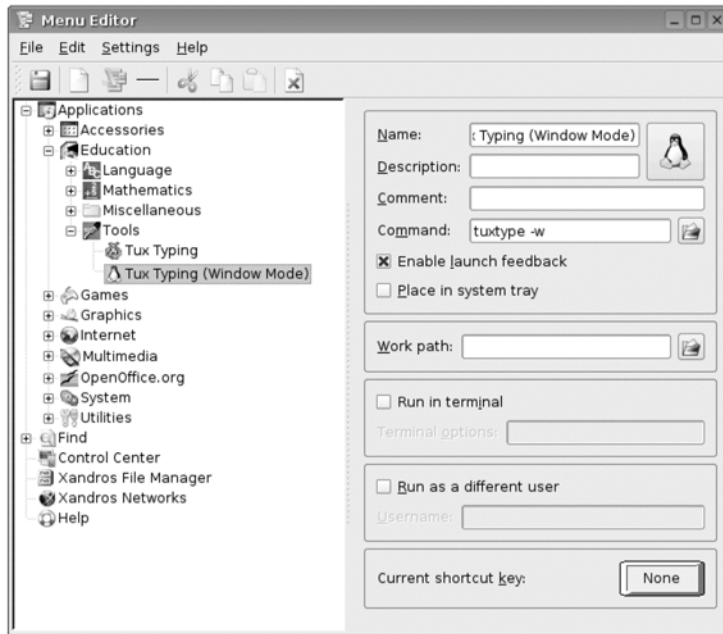 Menu Editor
File Edit Settings Help
Applications
Accessories
Education
Language
Mathematics
Miscellaneous
Tools
Tux Typing
Tux Typing (Window Mode)
Games
Graphics
Internet
Multimedia
OpenOffice.org
System
Utilities
Find
Control Center
Xandros File Manager
Xandros Networks
Help
Name: Typing (Window Mode)
Description:
Comment:
Command: tuxtype -w
Enable launch feedback
Place in system tray
Work path:
Run in terminal
Terminal options:
Run as a different user
Username:
Current shortcut key: None